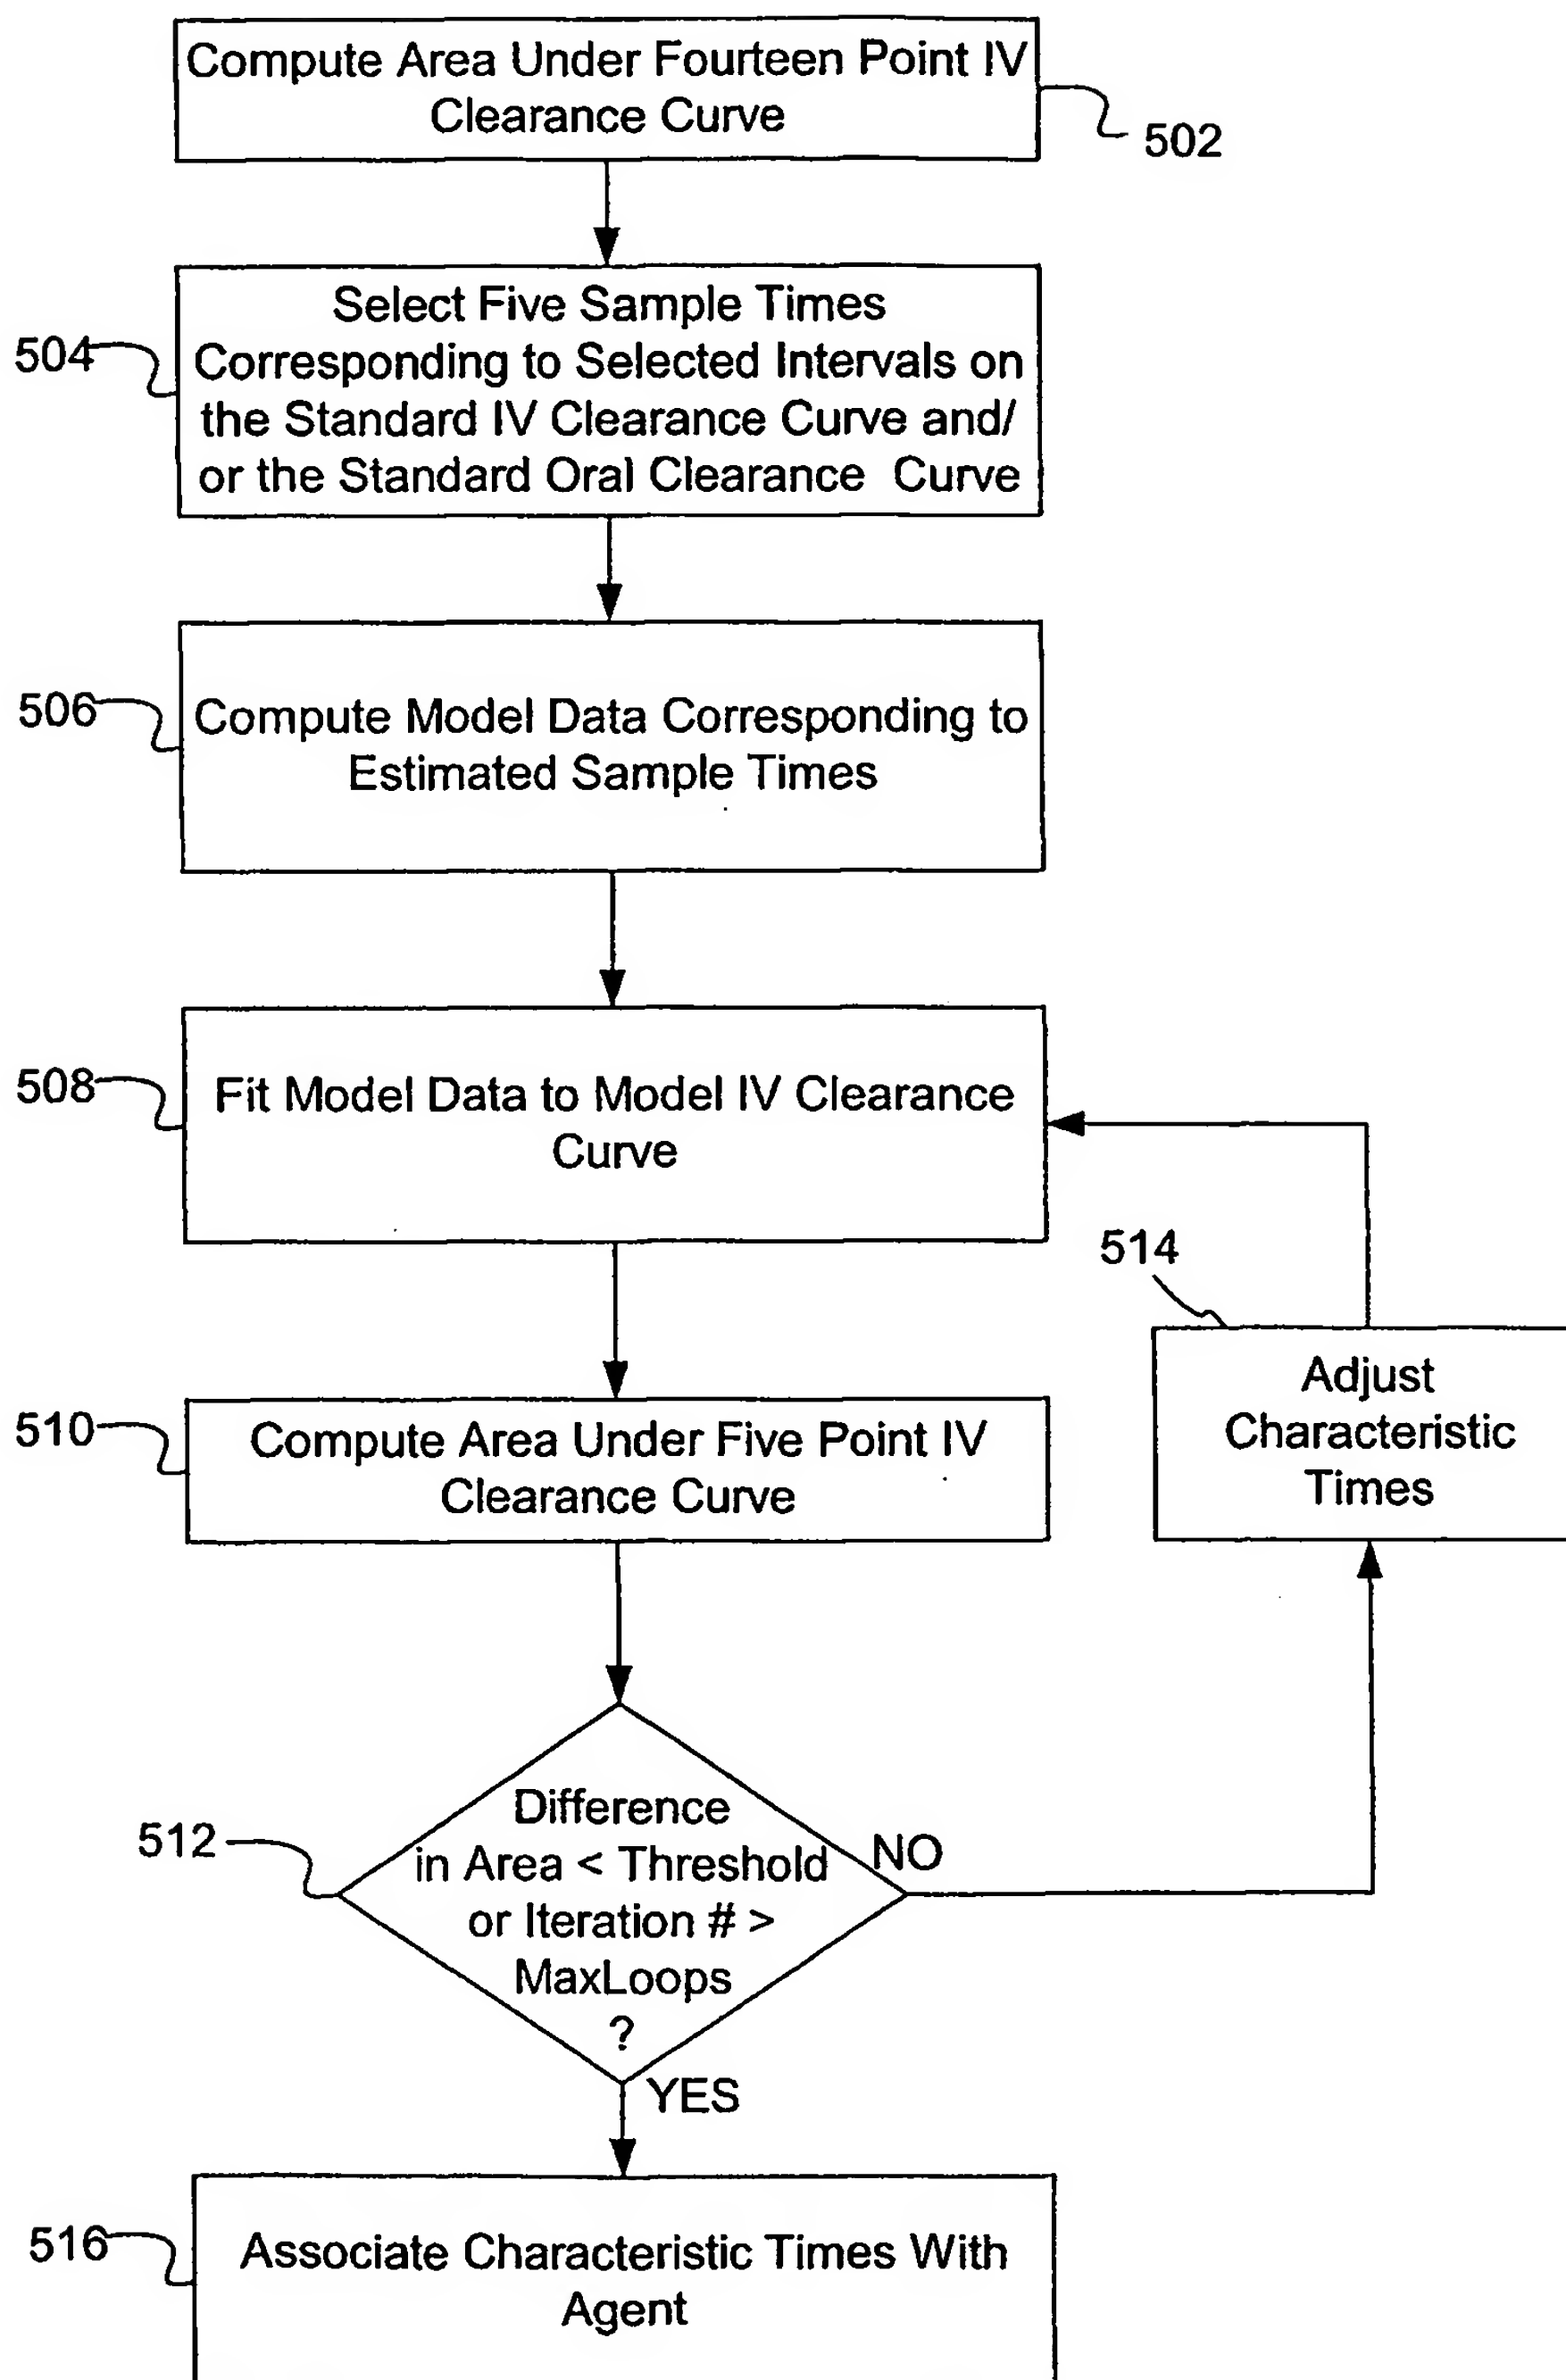 Compute Area Under Fourteen Point IV
Clearance Curve
502
Select Five Sample Times
Corresponding to Selected Intervals on
the Standard IV Clearance Curve and/
or the Standard Oral Clearance Curve
504
506
Compute Model Data Corresponding to
Estimated Sample Times
508
Fit Model Data to Model IV Clearance
Curve
514
Adjust
Characteristic
Times
510
Compute Area Under Five Point IV
Clearance Curve
512
Difference
in Area < Threshold
or Iteration # >
MaxLoops
?
NO
YES
516
Associate Characteristic Times With
Agent